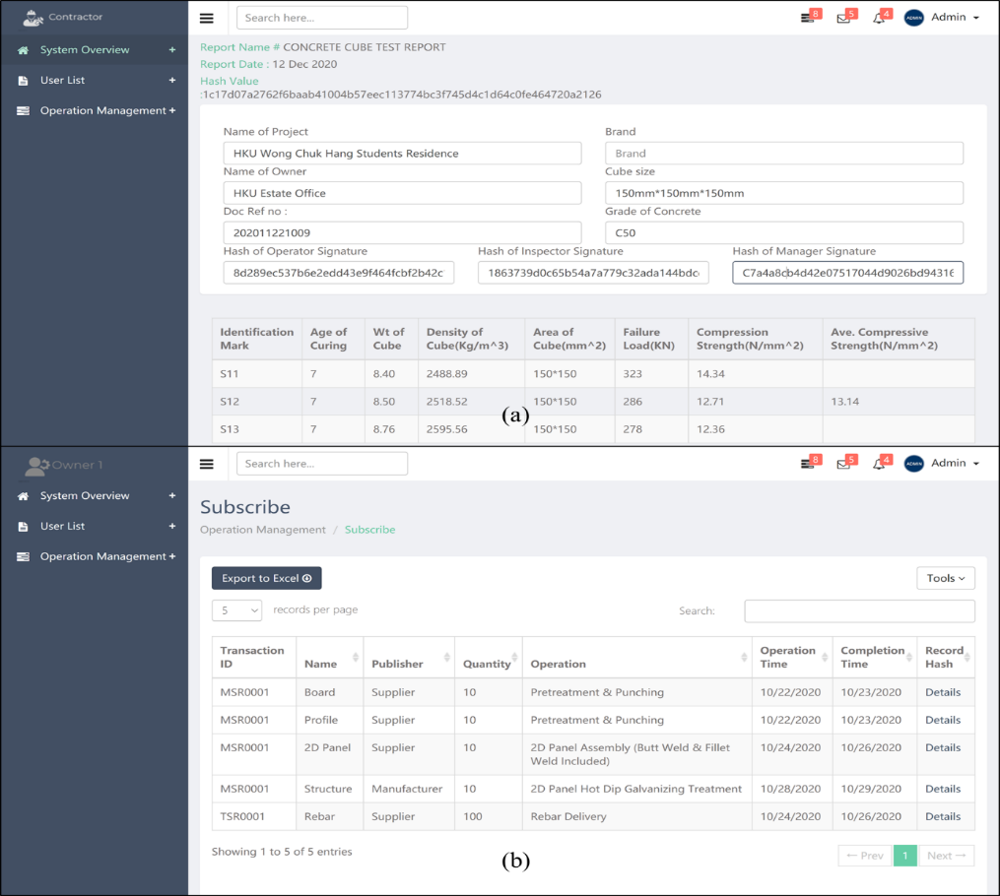 Contractor
Search here...
8
5
4
ADMIN
Admin
System Overview +
User List +
Operation Management +
Report Name # CONCRETE CUBE TEST REPORT
Report Date : 12 Dec 2020
Hash Value
:1c17d07a2762f6baab41004b57eec113774bc3f745d4c1d64c0fe464720a2126
Name of Project Brand
HKU Wong Chuk Hang Students Residence Brand
Name of Owner Cube size
HKU Estate Office 150mm*150mm*150mm
Doc Ref no : Grade of Concrete
202011221009 C50
Hash of Operator Signature Hash of Inspector Signature Hash of Manager Signature
8d289ec537b6e2edd43e9f464fcbf2b42c 1863739d0c65b54a7a779c32ada144bdc C7a4a8cb4d42e07517044d9026bd9431
Identification Age of Wt of Density of Area of Failure Compression Ave. Compressive
Mark Curing Cube Cube(Kg/m^3) Cube(mm^2) Load(KN) Strength(N/mm^2) Strength(N/mm^2)
S11 7 8.40 2488.89 150*150 323 14.34
S12 7 8.50 2518.52 150*150 286 12.71 13.14
S13 7 8.76 2595.56 150*150 278 12.36
(a)
Owner 1
Search here...
8
5
4
ADMIN
Admin
System Overview +
User List +
Operation Management +
Subscribe
Operation Management / Subscribe
Export to Excel Tools
5 records per page Search:
Transaction Name Publisher Quantity Operation Operation Completion Record
ID Time Time Hash
MSR0001 Board Supplier 10 Pretreatment & Punching 10/22/2020 10/23/2020 Details
MSR0001 Profile Supplier 10 Pretreatment & Punching 10/22/2020 10/23/2020 Details
MSR0001 2D Panel Supplier 10 2D Panel Assembly (Butt Weld & Fillet 10/24/2020 10/26/2020 Details
Weld Included)
MSR0001 Structure Manufacturer 10 2D Panel Hot Dip Galvanizing Treatment 10/28/2020 10/29/2020 Details
TSR0001 Rebar Supplier 100 Rebar Delivery 10/24/2020 10/26/2020 Details
Showing 1 to 5 of 5 entries ← Prev 1 Next →
(b)